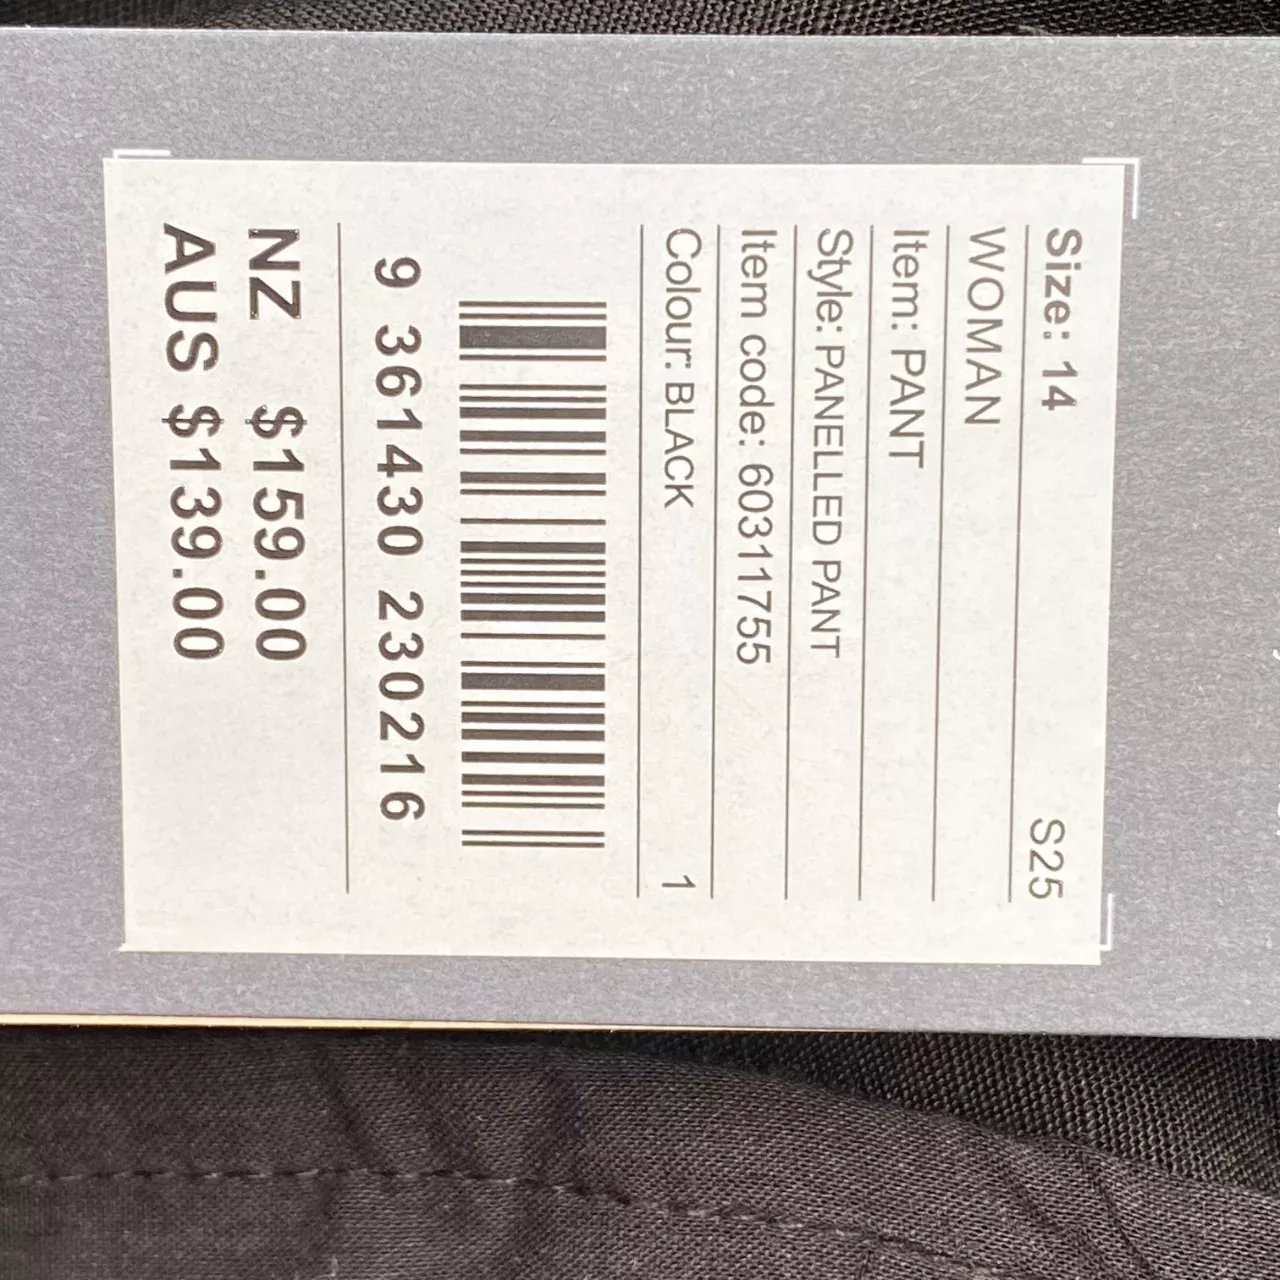 Size: 14 S25
WOMAN
Item: PANT
Style: PANELLED PANT
Item code: 60311755
Colour: BLACK 1
9 361430 230216
NZ $159.00
AUS $139.00